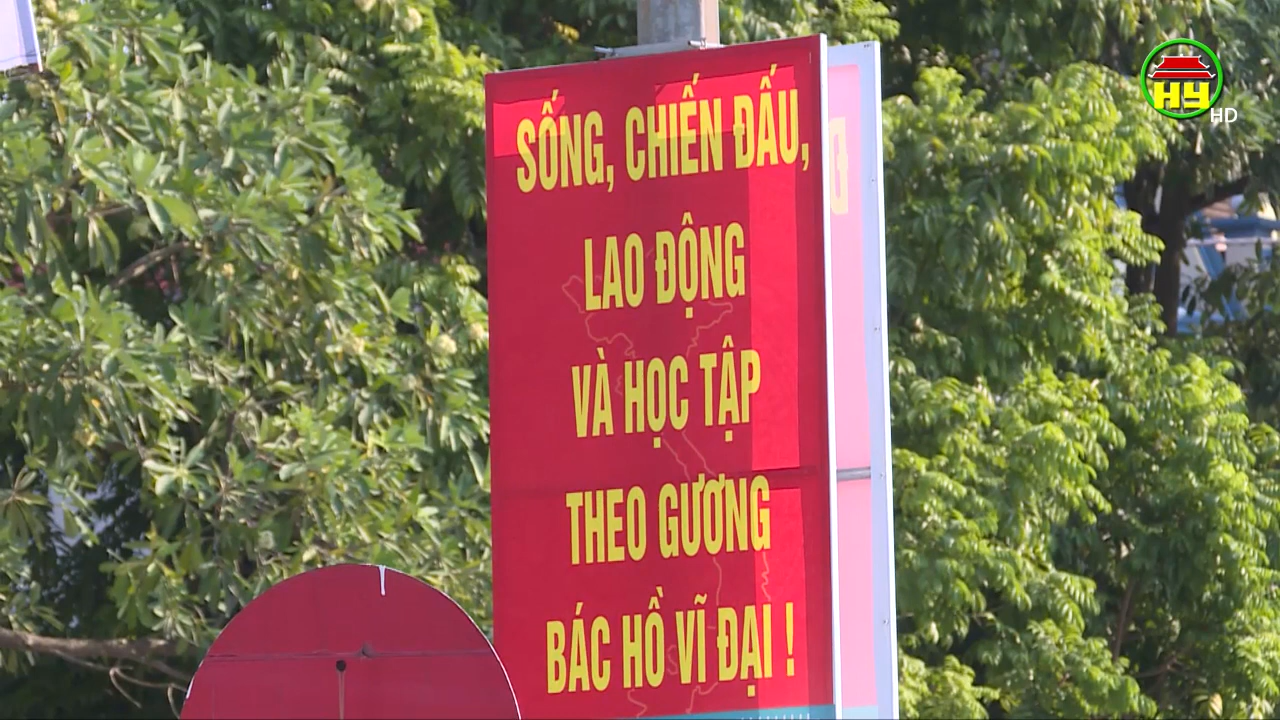 SỐNG, CHIẾN ĐẤU,
LAO ĐỘNG
VÀ HỌC TẬP
THEO GƯƠNG
BÁC HỒ VĨ ĐẠI !
HY
HD